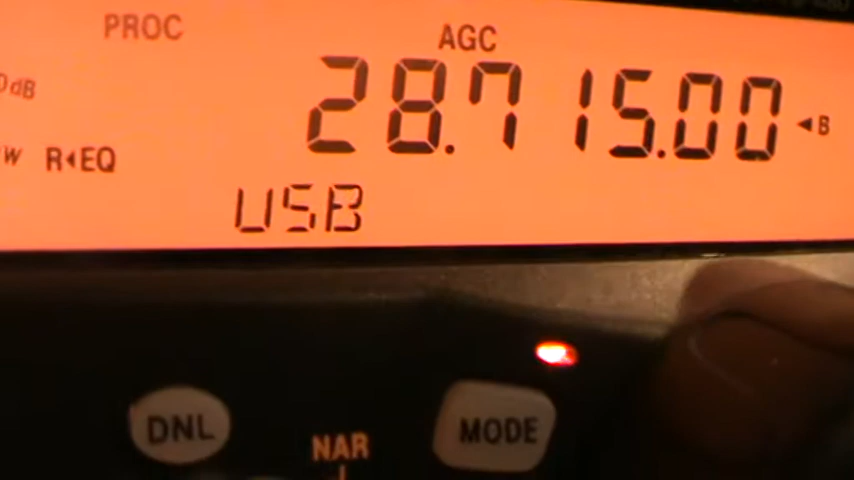 PROC AGC
28.715.00 ◄B
dB
W R◄EQ
USB
DNL NAR MODE